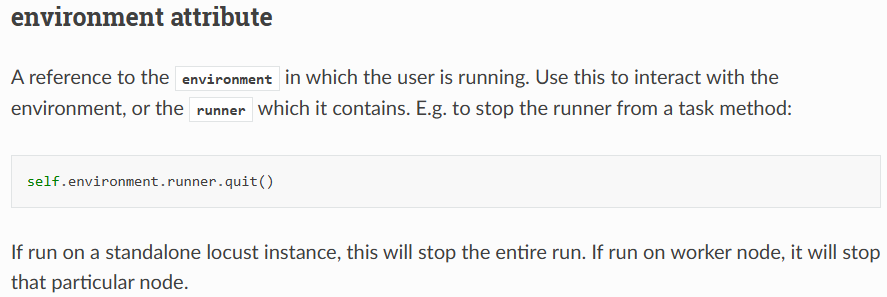 environment attribute
A reference to the environment in which the user is running. Use this to interact with the
environment, or the runner which it contains. E.g. to stop the runner from a task method:
self.environment.runner.quit()
If run on a standalone locust instance, this will stop the entire run. If run on worker node, it will stop
that particular node.